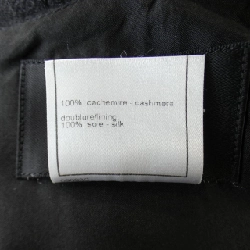 100% cachemire - cashmere
doublure/lining
100% soie - silk